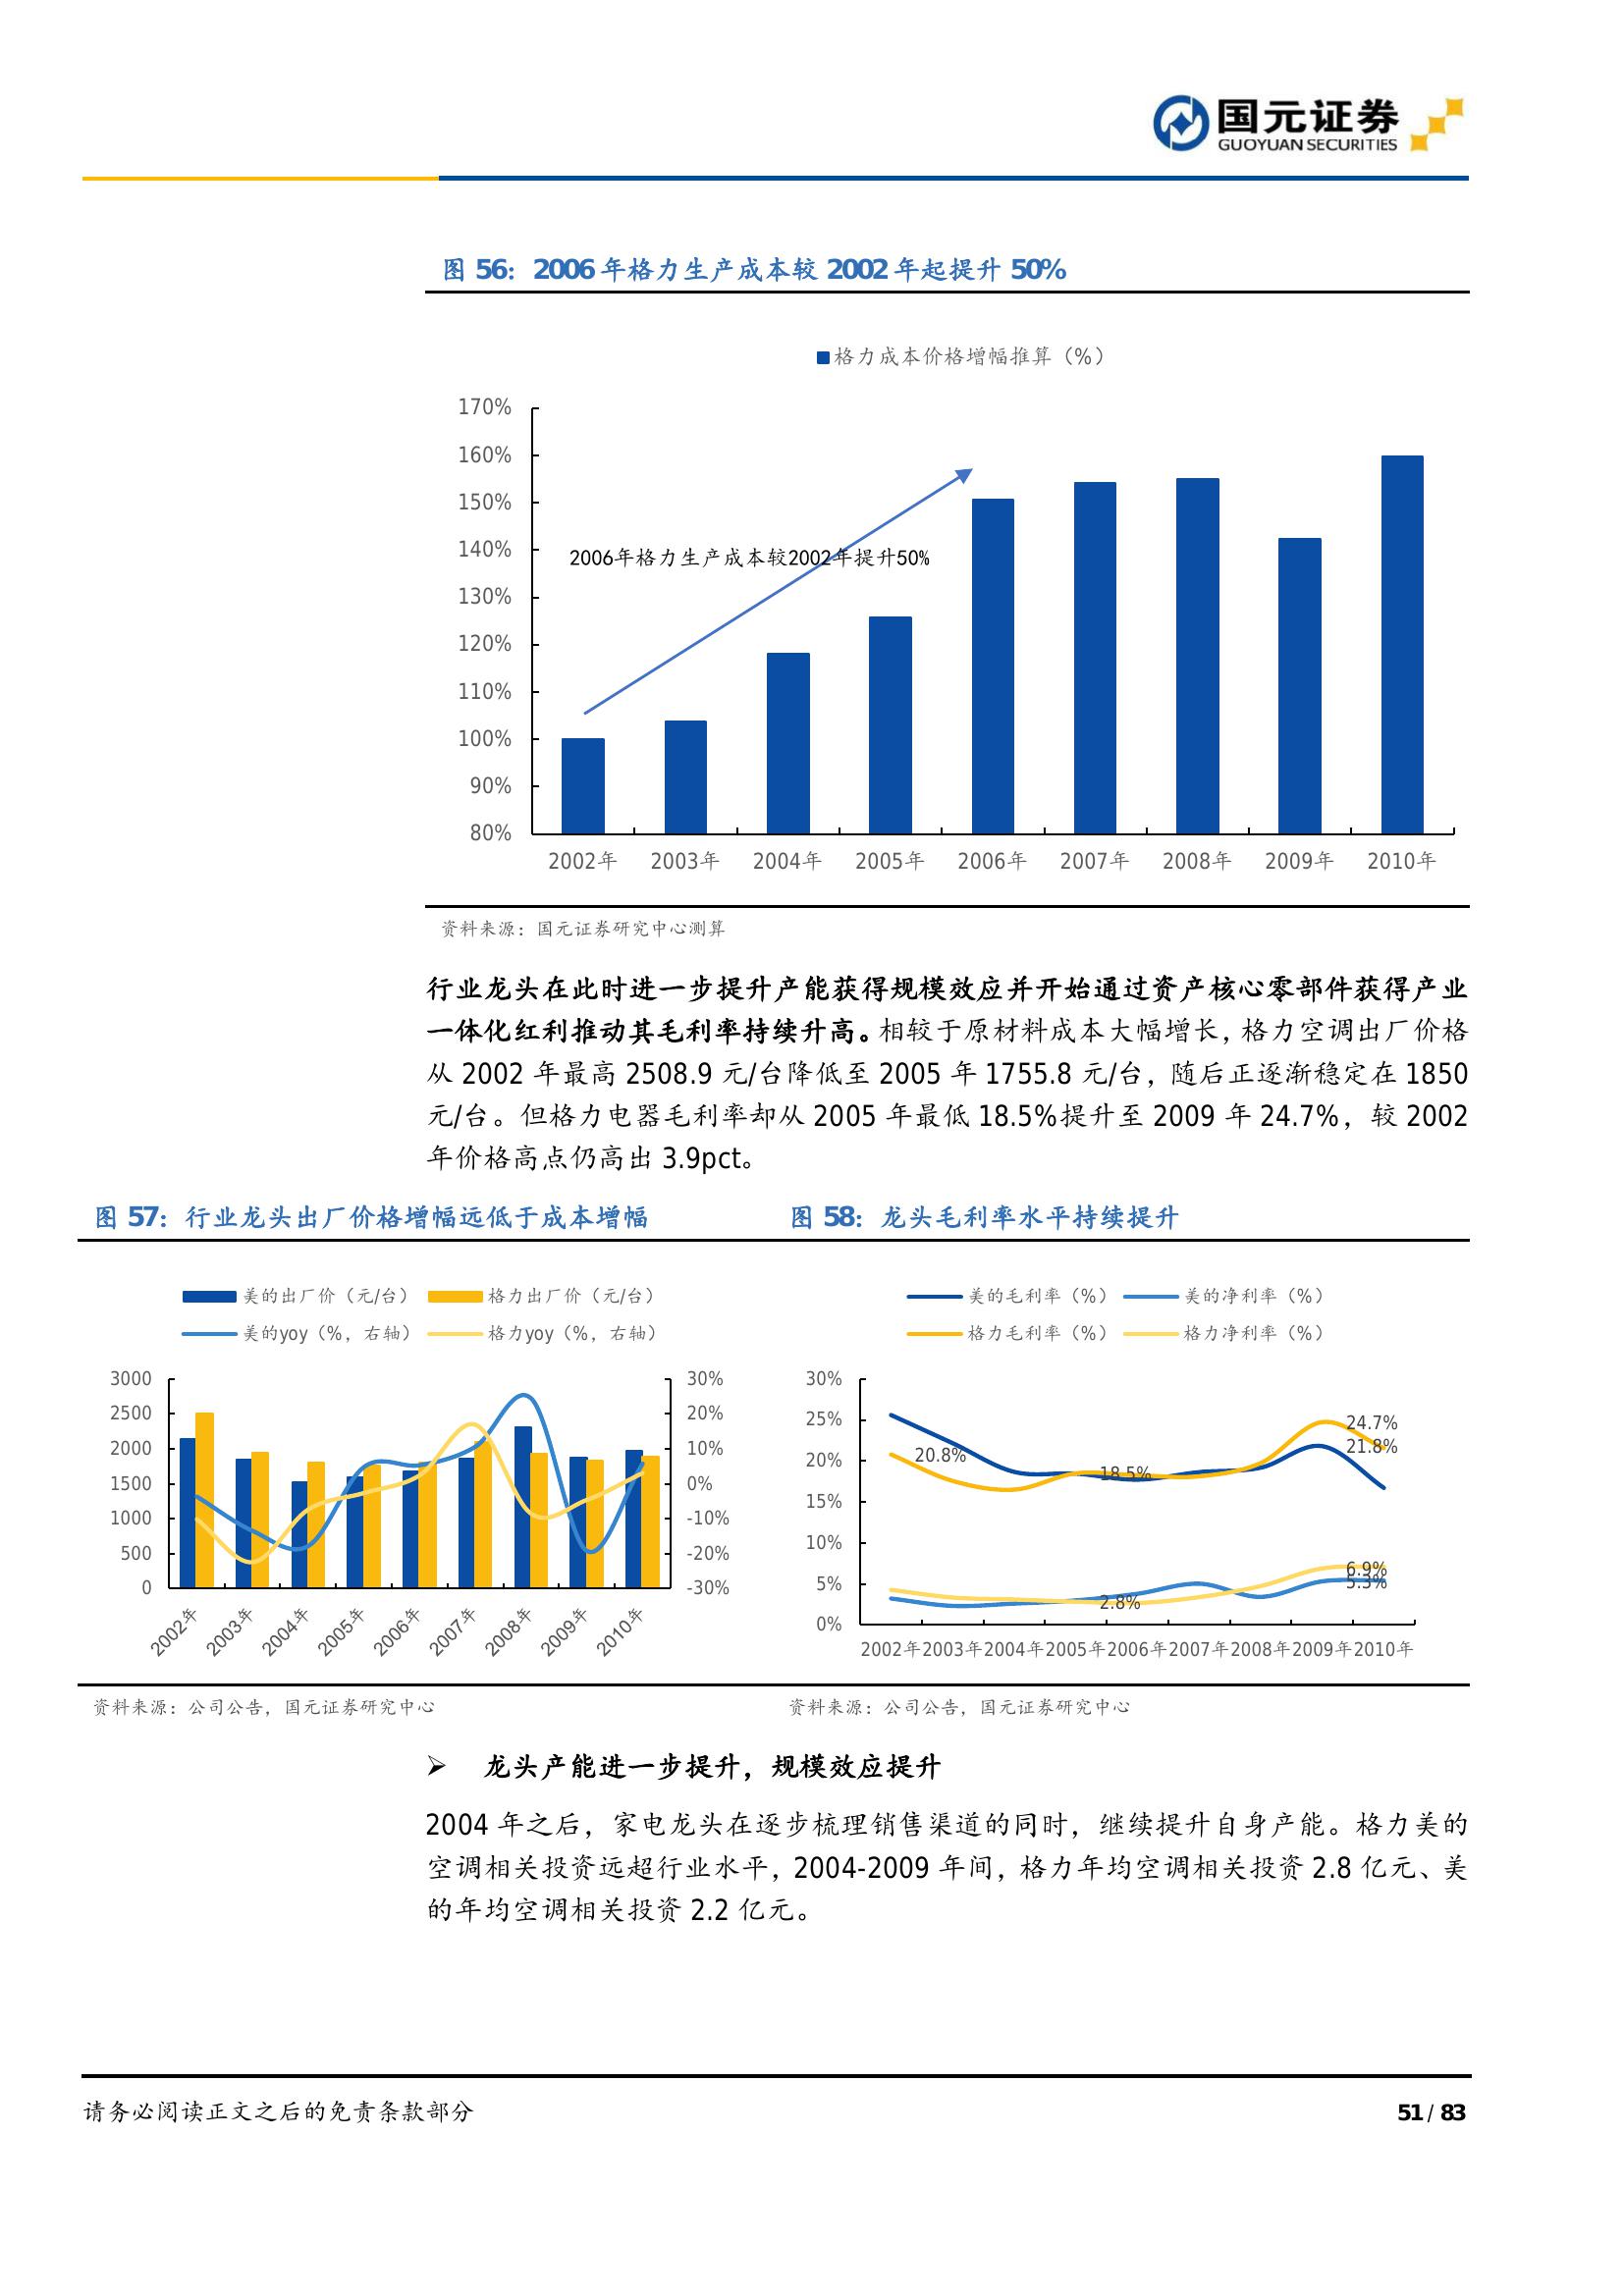 国元证券
GUOYUAN SECURITIES
图 56：2006 年格力生产成本较 2002 年起提升 50%
格力成本价格增幅推算（%）
170%
160%
150%
140%
130%
120%
110%
100%
90%
80%
2006年格力生产成本较2002年提升50%
2002年 2003年 2004年 2005年 2006年 2007年 2008年 2009年 2010年
资料来源：国元证券研究中心测算
行业龙头在此时进一步提升产能获得规模效应并开始通过资产核心零部件获得产业
一体化红利推动其毛利率持续升高。相较于原材料成本大幅增长，格力空调出厂价格
从 2002 年最高 2508.9 元/台降低至 2005 年 1755.8 元/台，随后正逐渐稳定在 1850
元/台。但格力电器毛利率却从 2005 年最低 18.5%提升至 2009 年 24.7%，较 2002
年价格高点仍高出 3.9pct。
图 57：行业龙头出厂价格增幅远低于成本增幅
美的出厂价（元/台） 格力出厂价（元/台）
美的yoy（%，右轴） 格力yoy（%，右轴）
3000 30%
2500 20%
2000 10%
1500 0%
1000 -10%
500 -20%
0 -30%
2002年 2003年 2004年 2005年 2006年 2007年 2008年 2009年 2010年
资料来源：公司公告，国元证券研究中心
图 58：龙头毛利率水平持续提升
美的毛利率（%） 美的净利率（%）
格力毛利率（%） 格力净利率（%）
30%
25%
20%
15%
10%
5%
0%
20.8%
18.5%
24.7%
21.8%
2.8%
6.9%
5.3%
2002年2003年2004年2005年2006年2007年2008年2009年2010年
资料来源：公司公告，国元证券研究中心
➢ 龙头产能进一步提升，规模效应提升
2004 年之后，家电龙头在逐步梳理销售渠道的同时，继续提升自身产能。格力美的
空调相关投资远超行业水平，2004-2009 年间，格力年均空调相关投资 2.8 亿元、美
的年均空调相关投资 2.2 亿元。
请务必阅读正文之后的免责条款部分
51 / 83